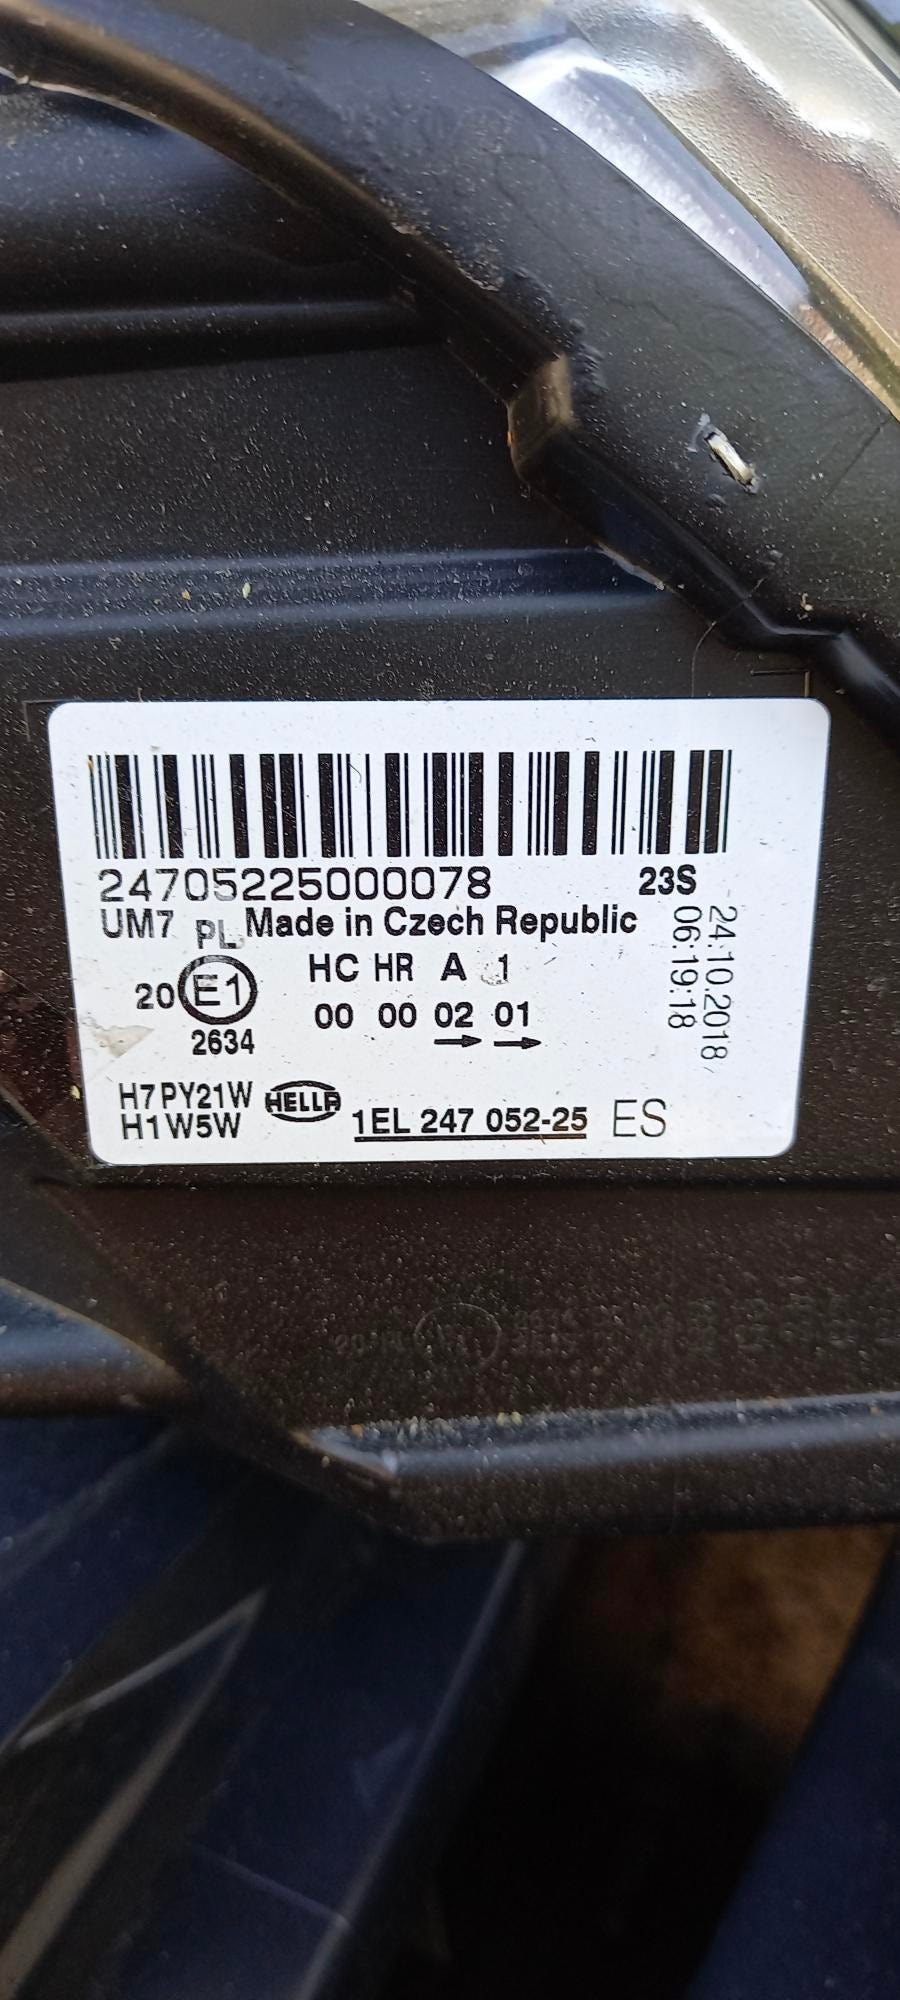 24705225000078 23S
UM7 PL Made in Czech Republic
HC HR A 1
20 E1
00 00 02 01
2634
H7 PY21W
H1 W5W
HELLA
1EL 247 052-25 ES
24.10.2018
06:19:18